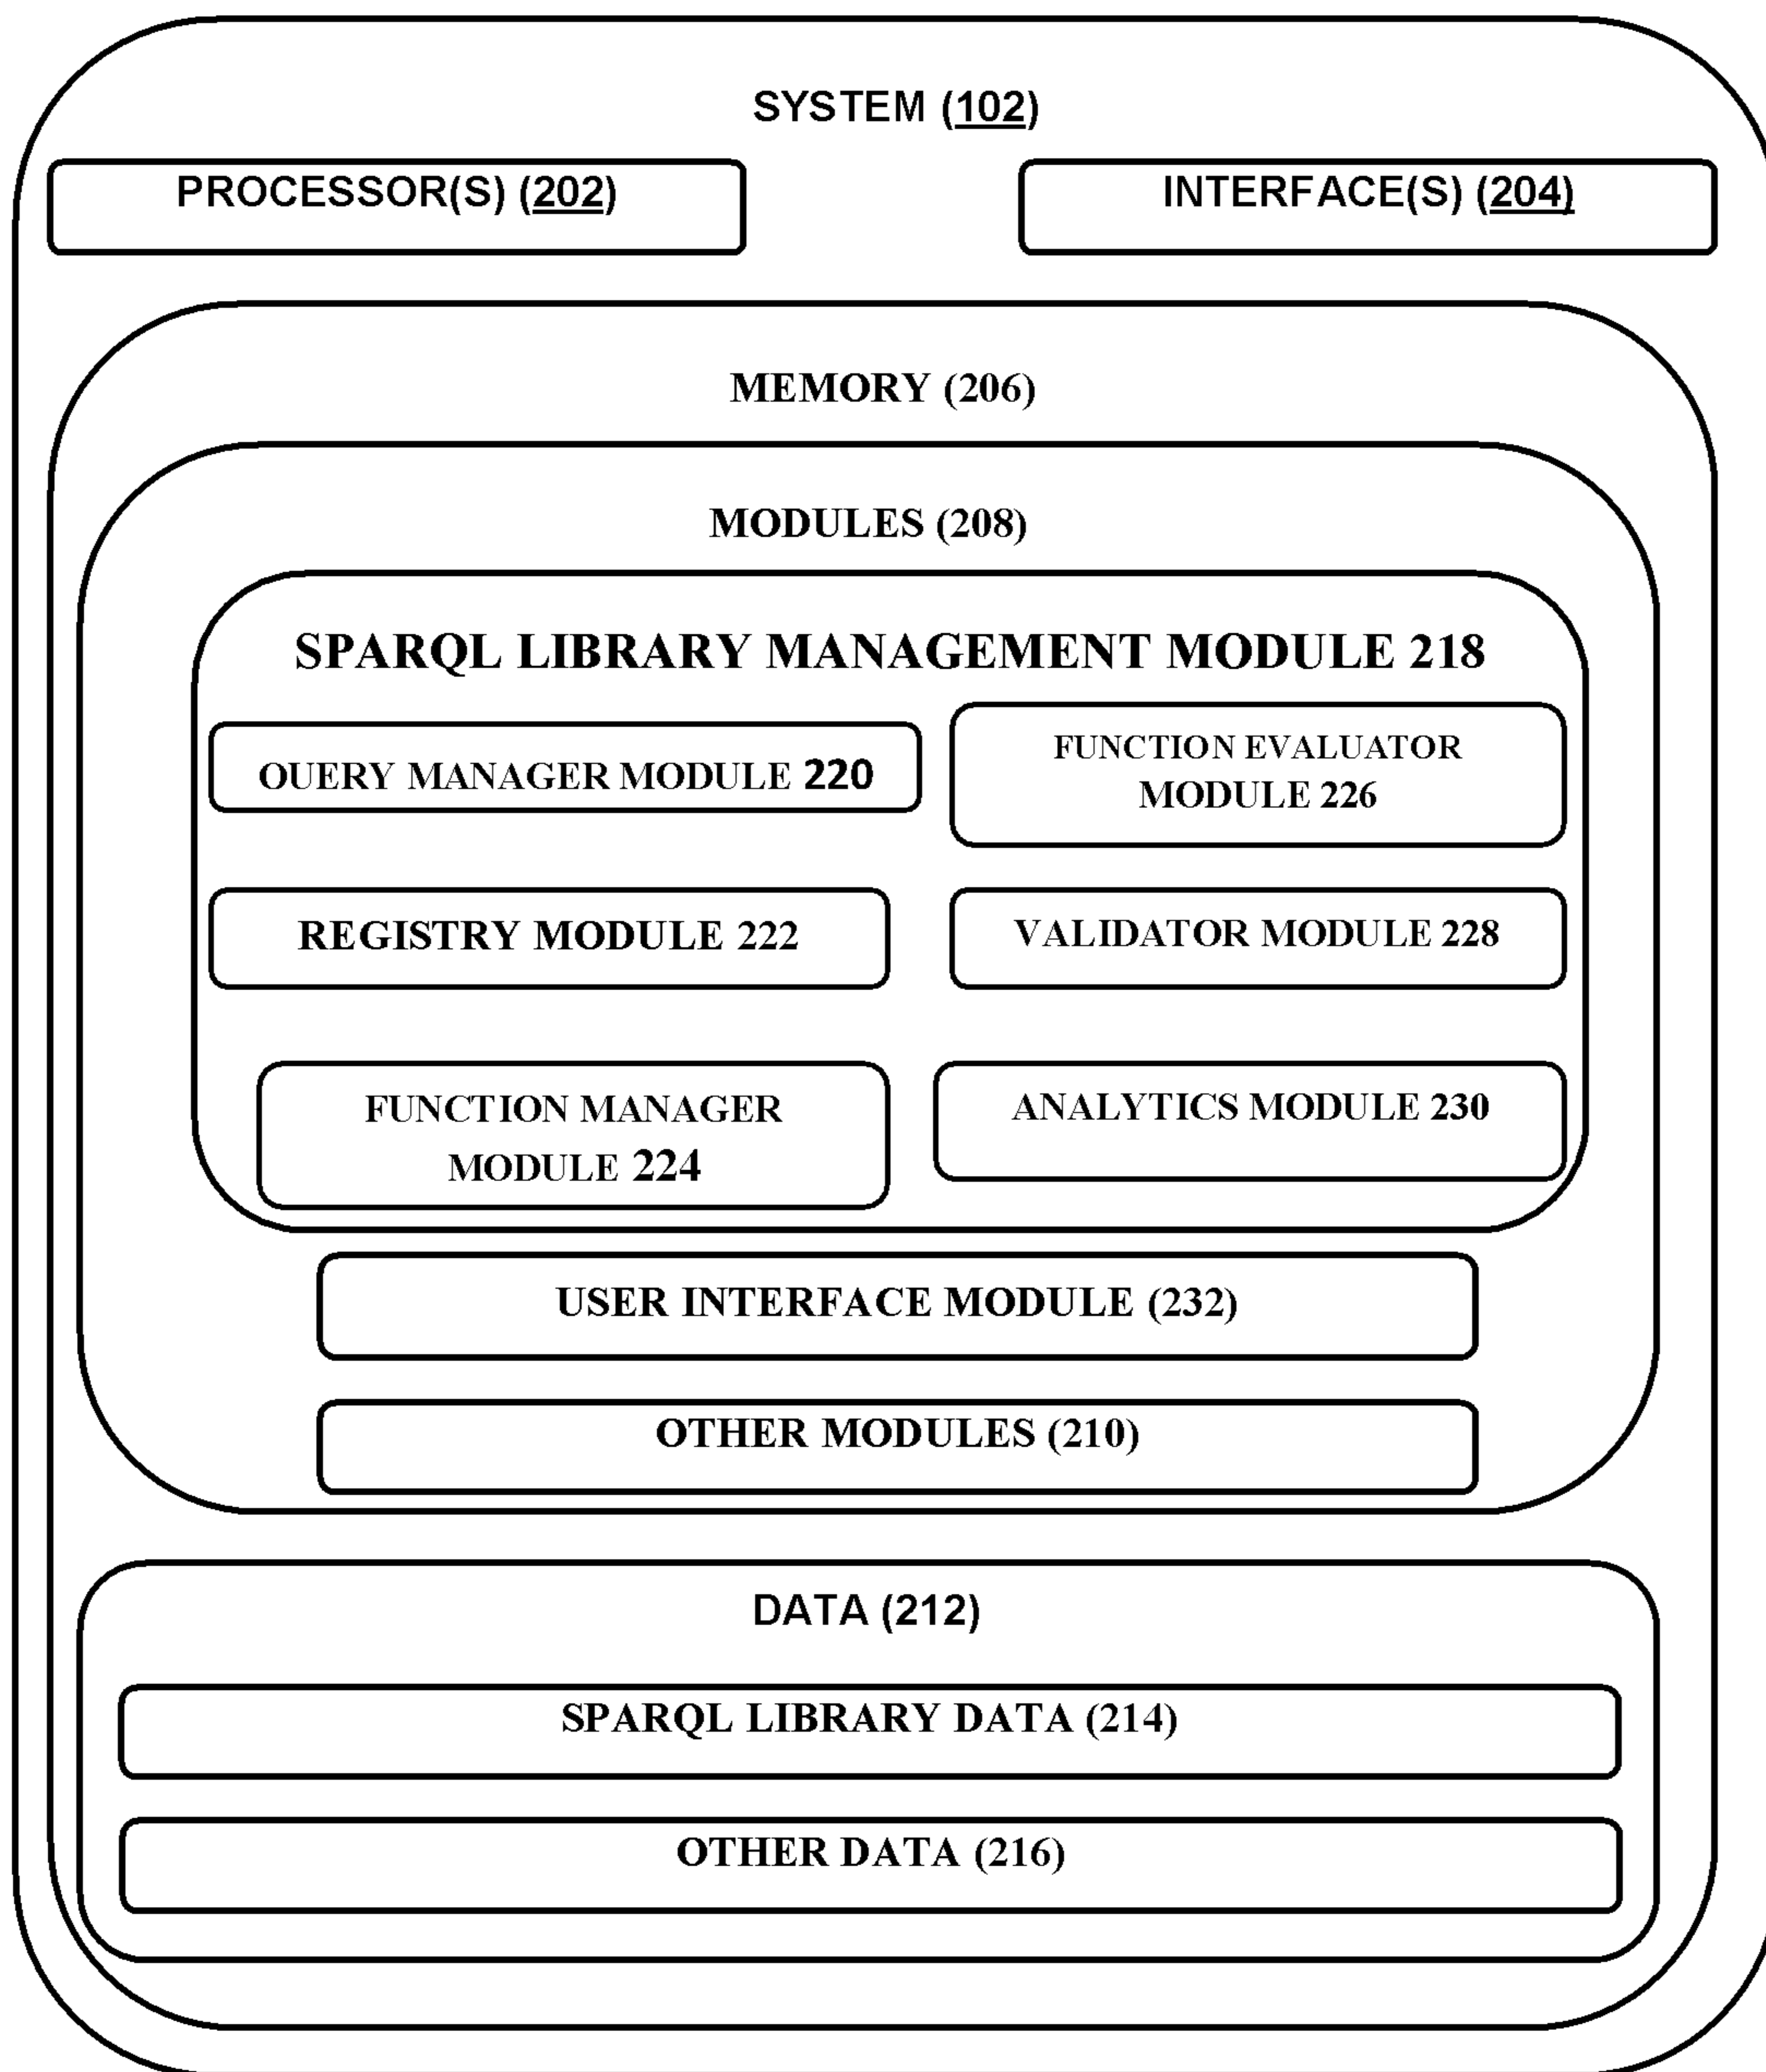 SYSTEM (102)
PROCESSOR(S) (202)
INTERFACE(S) (204)
MEMORY (206)
MODULES (208)
SPARQL LIBRARY MANAGEMENT MODULE 218
OUERY MANAGER MODULE 220
FUNCTION EVALUATOR
MODULE 226
REGISTRY MODULE 222
VALIDATOR MODULE 228
FUNCTION MANAGER
MODULE 224
ANALYTICS MODULE 230
USER INTERFACE MODULE (232)
OTHER MODULES (210)
DATA (212)
SPARQL LIBRARY DATA (214)
OTHER DATA (216)